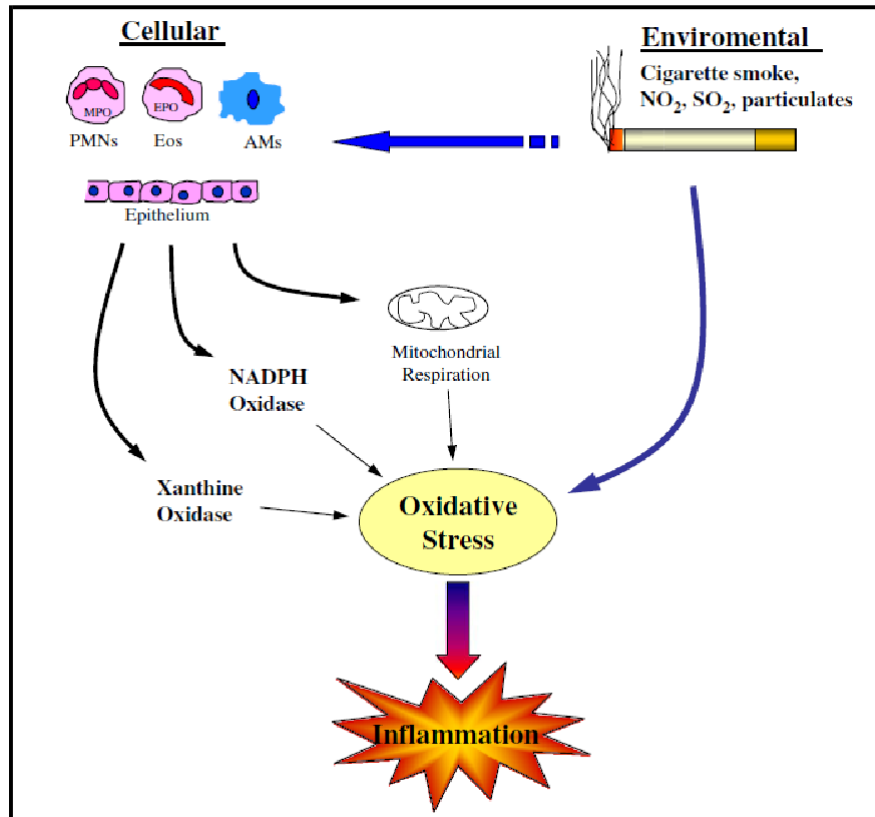 Cellular
MPO
EPO
PMNs
Eos
AMs
Epithelium
Enviromental
Cigarette smoke,
NO₂, SO₂, particulates
Mitochondrial
Respiration
NADPH
Oxidase
Xanthine
Oxidase
Oxidative
Stress
Inflammation